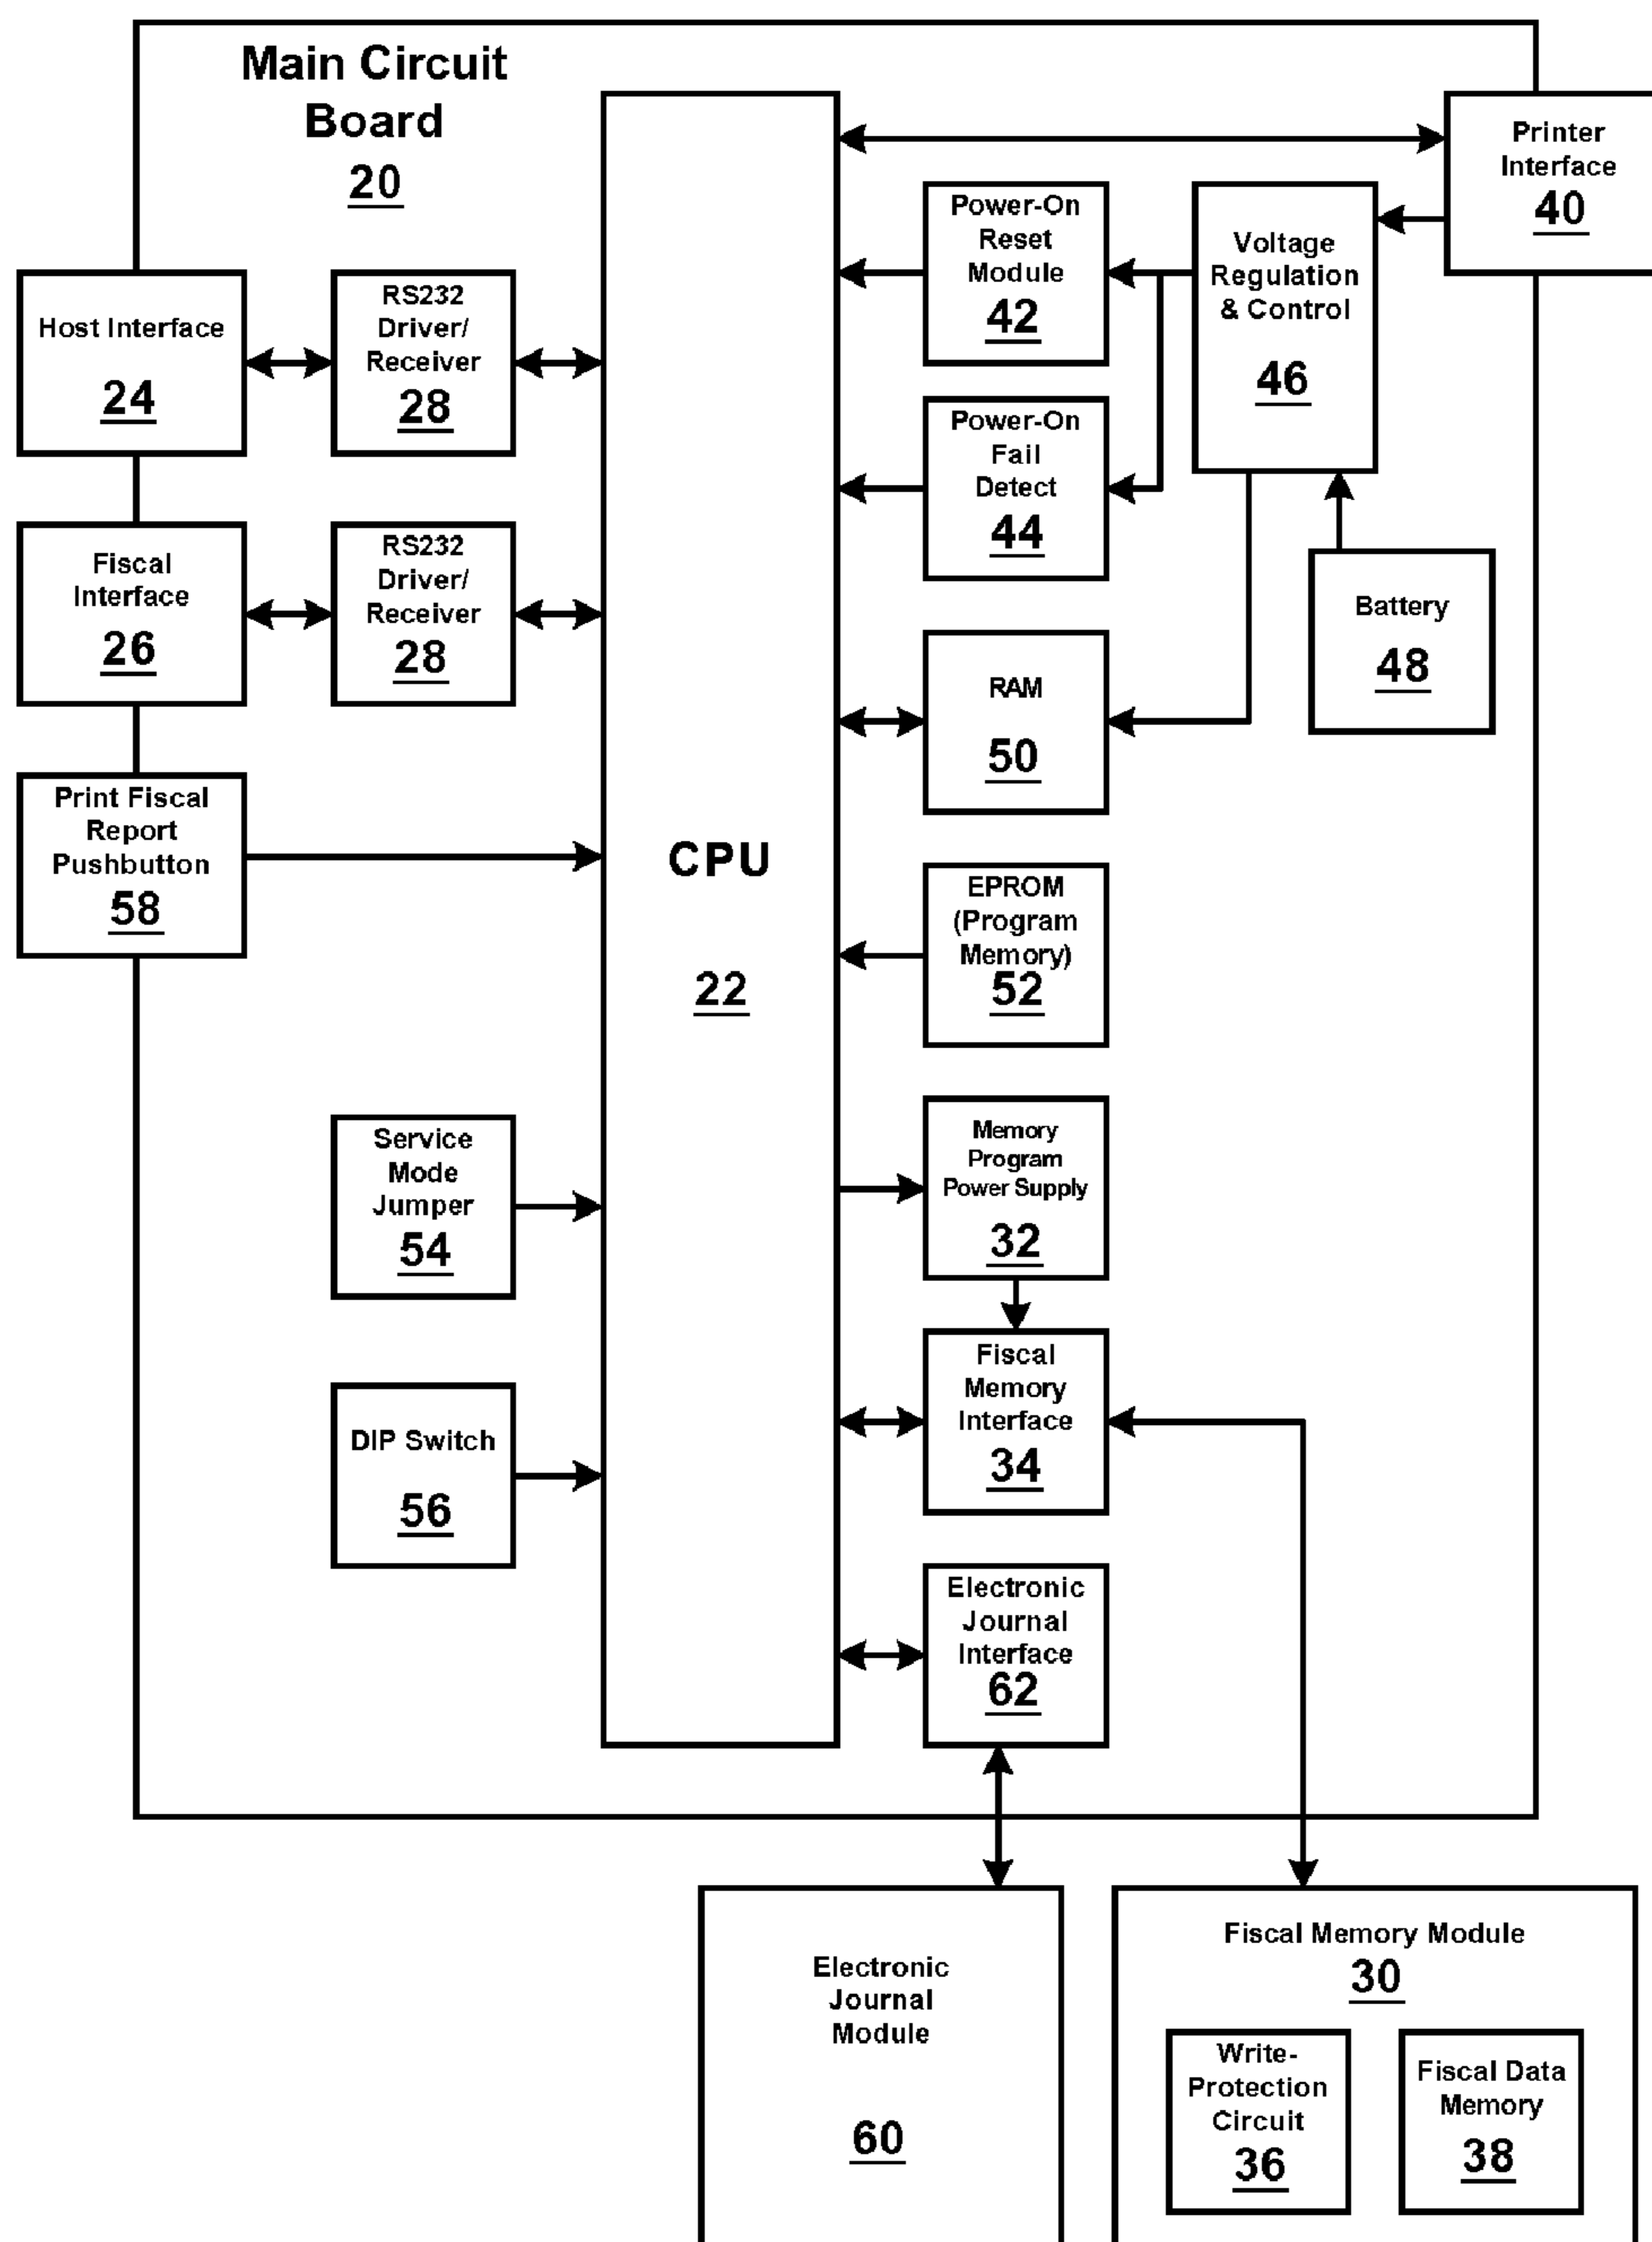 Main Circuit
Board
20
Printer
Interface
40
Power-On
Reset
Module
42
Voltage
Regulation
& Control
46
Host Interface
24
RS232
Driver/
Receiver
28
Power-On
Fail
Detect
44
Fiscal
Interface
26
RS232
Driver/
Receiver
28
Battery
48
RAM
50
Print Fiscal
Report
Pushbutton
58
CPU
22
EPROM
(Program
Memory)
52
Service
Mode
Jumper
54
Memory
Program
Power Supply
32
Fiscal
Memory
Interface
34
DIP Switch
56
Electronic
Journal
Interface
62
Electronic
Journal
Module
60
Fiscal Memory Module
30
Write-
Protection
Circuit
36
Fiscal Data
Memory
38